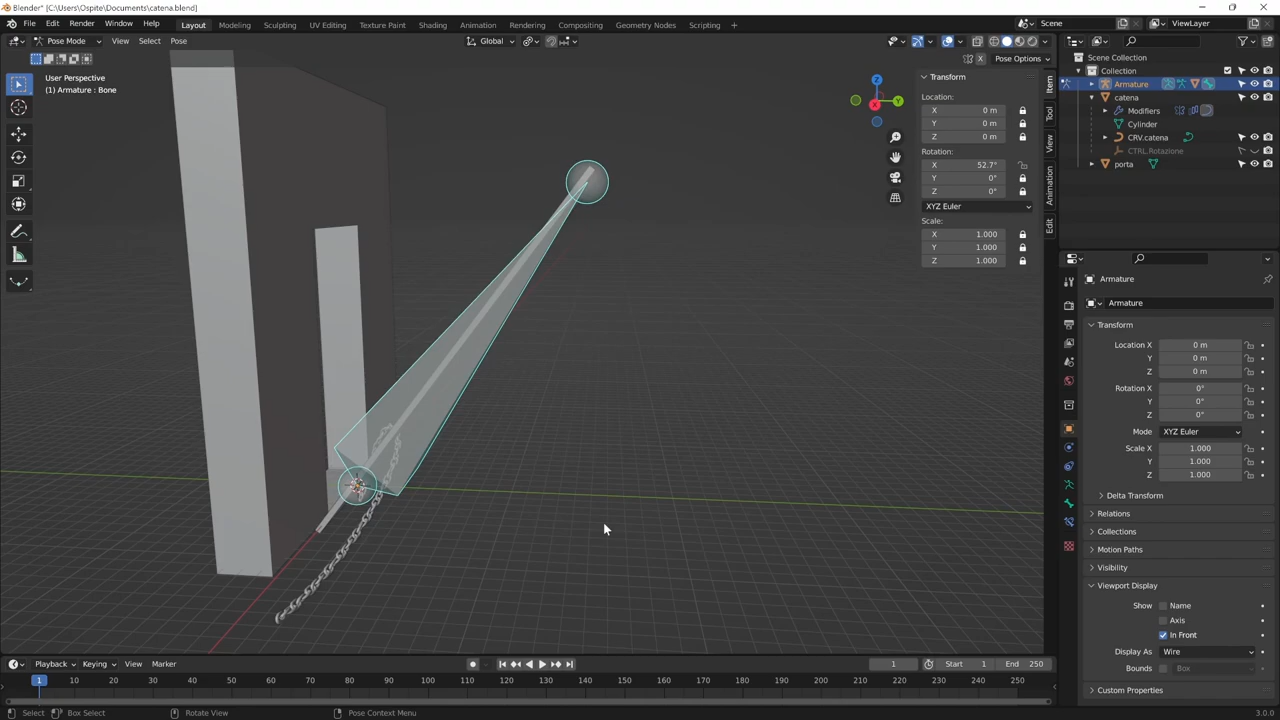 Blender* [C:\Users\Ospite\Documents\catena.blend]
File Edit Render Window Help Layout Modeling Sculpting UV Editing Texture Paint Shading Animation Rendering Compositing Geometry Nodes Scripting + Scene ViewLayer
Pose Mode View Select Pose Global
Pose Options
User Perspective
(1) Armature : Bone
X
Y
Z
Transform
Location:
X 0 m
Y 0 m
Z 0 m
Rotation:
X 52.7°
Y 0°
Z 0°
XYZ Euler
Scale:
X 1.000
Y 1.000
Z 1.000
Item
Tool
View
Animation
Edit
Scene Collection
Collection
Armature
catena
Modifiers
Cylinder
CRV.catena
CTRL.Rotazione
porta
Armature
Armature
Transform
Location X 0 m
Y 0 m
Z 0 m
Rotation X 0°
Y 0°
Z 0°
Mode XYZ Euler
Scale X 1.000
Y 1.000
Z 1.000
Delta Transform
Relations
Collections
Motion Paths
Visibility
Viewport Display
Show Name
Axis
In Front
Display As Wire
Bounds Box
Custom Properties
Playback Keying View Marker 1 Start 1 End 250
1 10 20 30 40 50 60 70 80 90 100 110 120 130 140 150 160 170 180 190 200 210 220 230 240 250
Select Box Select Rotate View Pose Context Menu 3.0.0